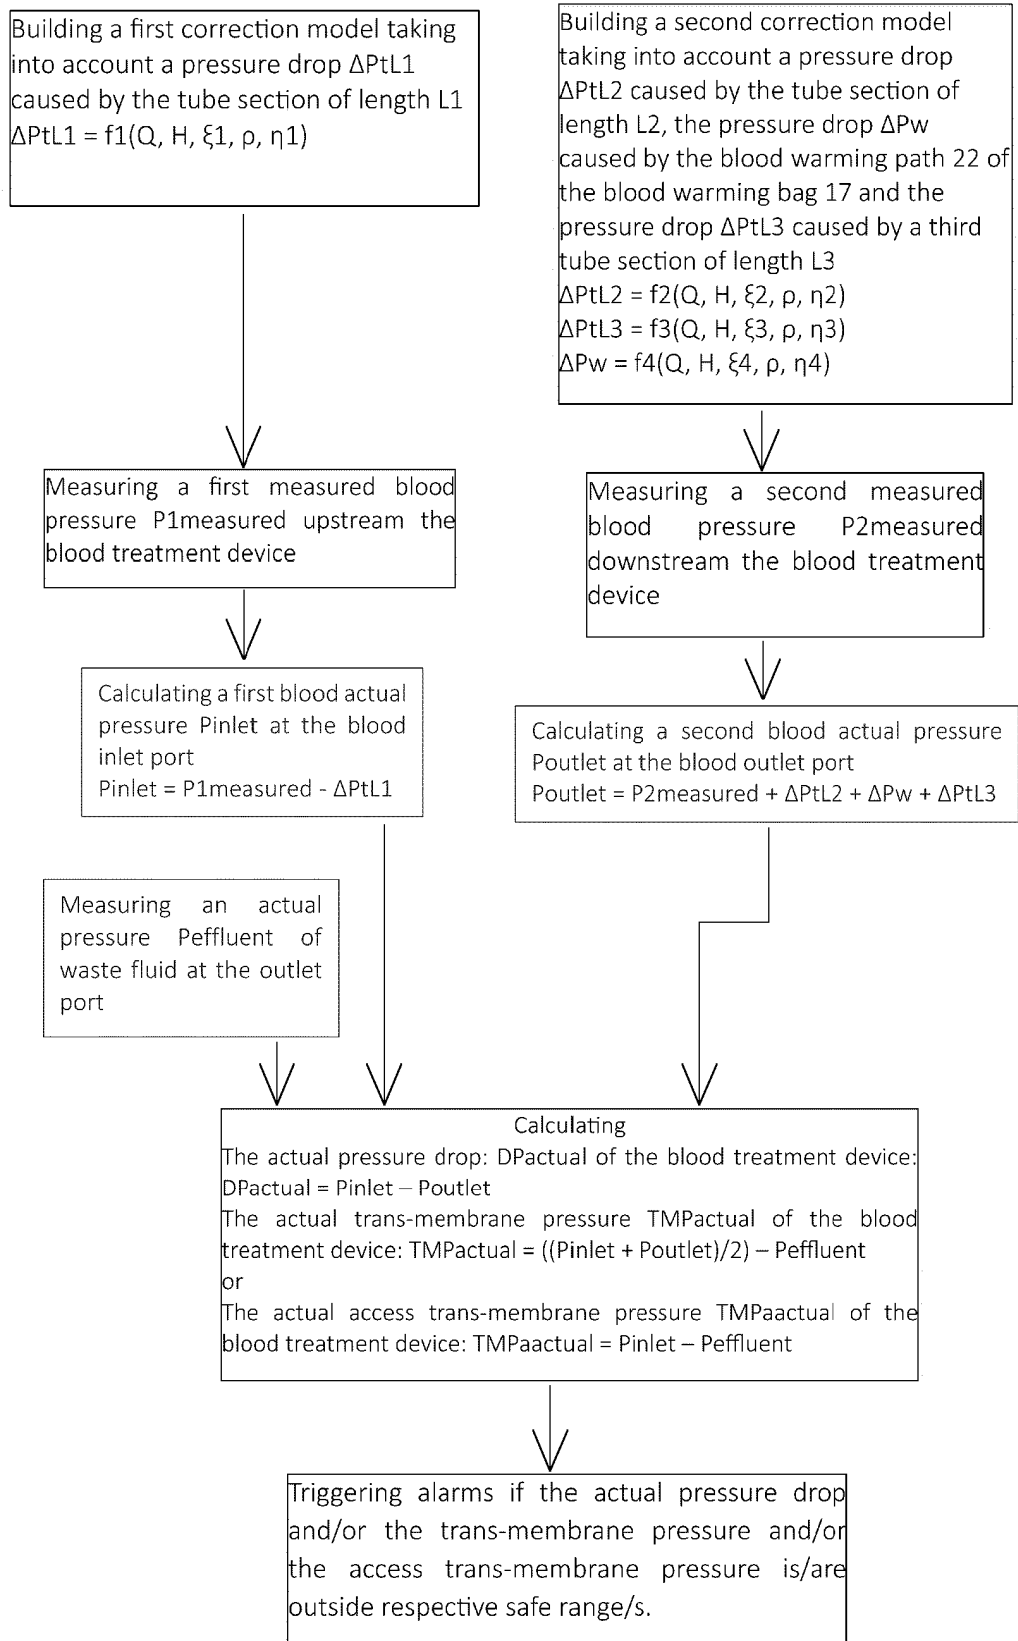 Building a first correction model taking
into account a pressure drop ΔPtL1
caused by the tube section of length L1
ΔPtL1 = f1(Q, H, ξ1, ρ, η1)
Building a second correction model
taking into account a pressure drop
ΔPtL2 caused by the tube section of
length L2, the pressure drop ΔPw
caused by the blood warming path 22 of
the blood warming bag 17 and the
pressure drop ΔPtL3 caused by a third
tube section of length L3
ΔPtL2 = f2(Q, H, ξ2, ρ, η2)
ΔPtL3 = f3(Q, H, ξ3, ρ, η3)
ΔPw = f4(Q, H, ξ4, ρ, η4)
Measuring a first measured blood
pressure P1measured upstream the
blood treatment device
Measuring a second measured
blood pressure P2measured
downstream the blood treatment
device
Calculating a first blood actual
pressure Pinlet at the blood
inlet port
Pinlet = P1measured - ΔPtL1
Calculating a second blood actual pressure
Poutlet at the blood outlet port
Poutlet = P2measured + ΔPtL2 + ΔPw + ΔPtL3
Measuring an actual
pressure Peffluent of
waste fluid at the outlet
port
Calculating
The actual pressure drop: DPactual of the blood treatment device:
DPactual = Pinlet – Poutlet
The actual trans-membrane pressure TMPactual of the blood
treatment device: TMPactual = ((Pinlet + Poutlet)/2) – Peffluent
or
The actual access trans-membrane pressure TMPaactual of the
blood treatment device: TMPaactual = Pinlet – Peffluent
Triggering alarms if the actual pressure drop
and/or the trans-membrane pressure and/or
the access trans-membrane pressure is/are
outside respective safe range/s.